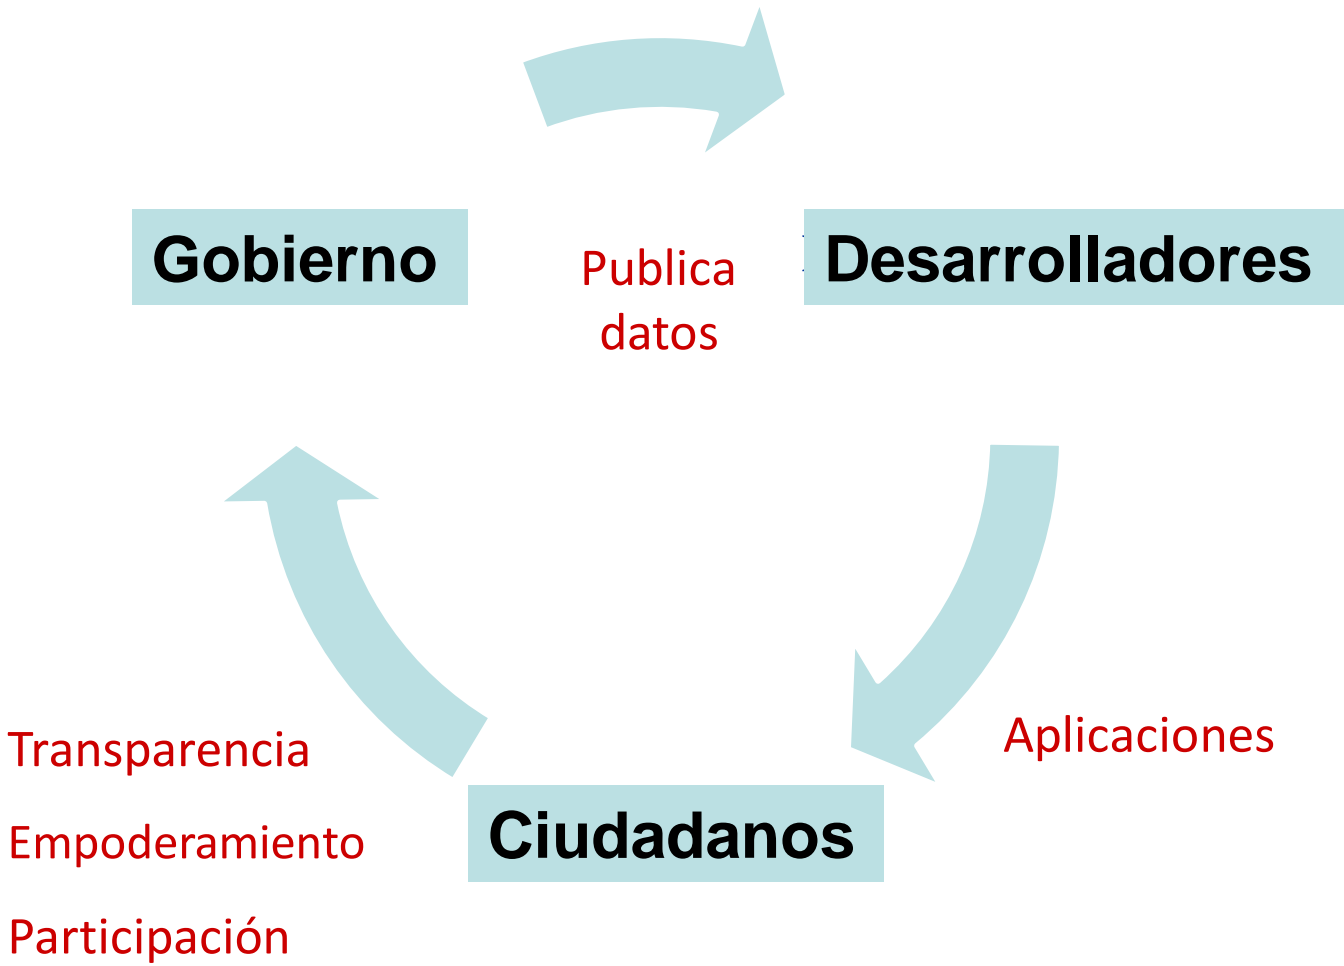 Gobierno
Publica
datos
Desarrolladores
Aplicaciones
Transparencia
Empoderamiento
Participación
Ciudadanos